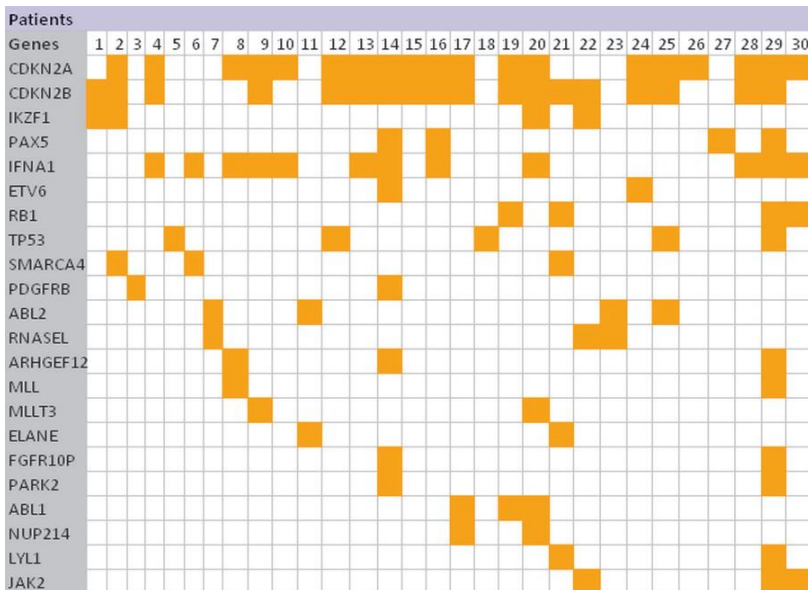 Patients
Genes 1 2 3 4 5 6 7 8 9 10 11 12 13 14 15 16 17 18 19 20 21 22 23 24 25 26 27 28 29 30
CDKN2A
CDKN2B
IKZF1
PAX5
IFNA1
ETV6
RB1
TP53
SMARCA4
PDGFRB
ABL2
RNASEL
ARHGEF12
MLL
MLLT3
ELANE
FGFR10P
PARK2
ABL1
NUP214
LYL1
JAK2